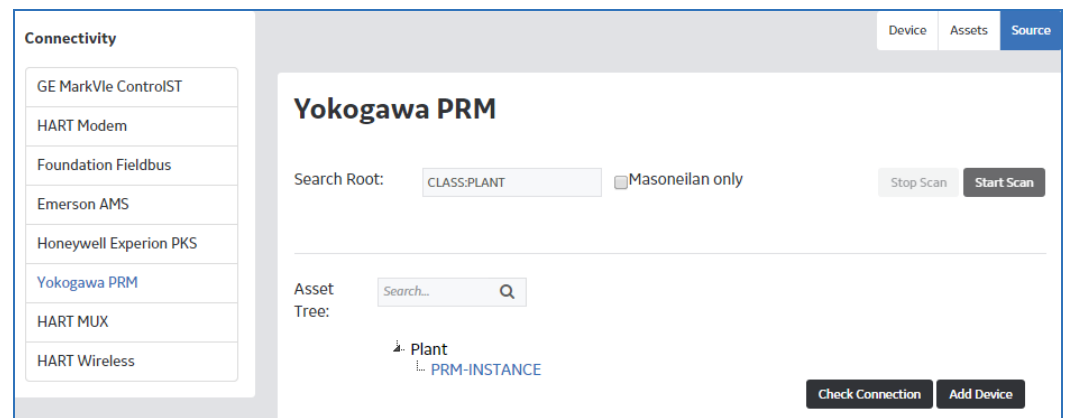 Connectivity
Device Assets Source
GE MarkVIe ControlST
HART Modem
Foundation Fieldbus
Emerson AMS
Honeywell Experion PKS
Yokogawa PRM
HART MUX
HART Wireless
Yokogawa PRM
Search Root: CLASS:PLANT Masoneilan only Stop Scan Start Scan
Asset Tree: Search...
Plant
PRM-INSTANCE
Check Connection Add Device